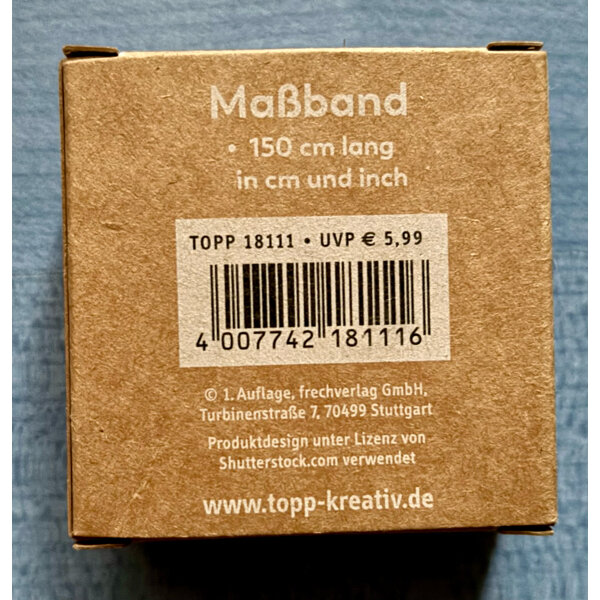 Maßband
• 150 cm lang
in cm und inch
TOPP 18111 • UVP € 5,99
4 007742 181116
© 1. Auflage, frechverlag GmbH,
Turbinenstraße 7, 70499 Stuttgart
Produktdesign unter Lizenz von
Shutterstock.com verwendet
www.topp-kreativ.de